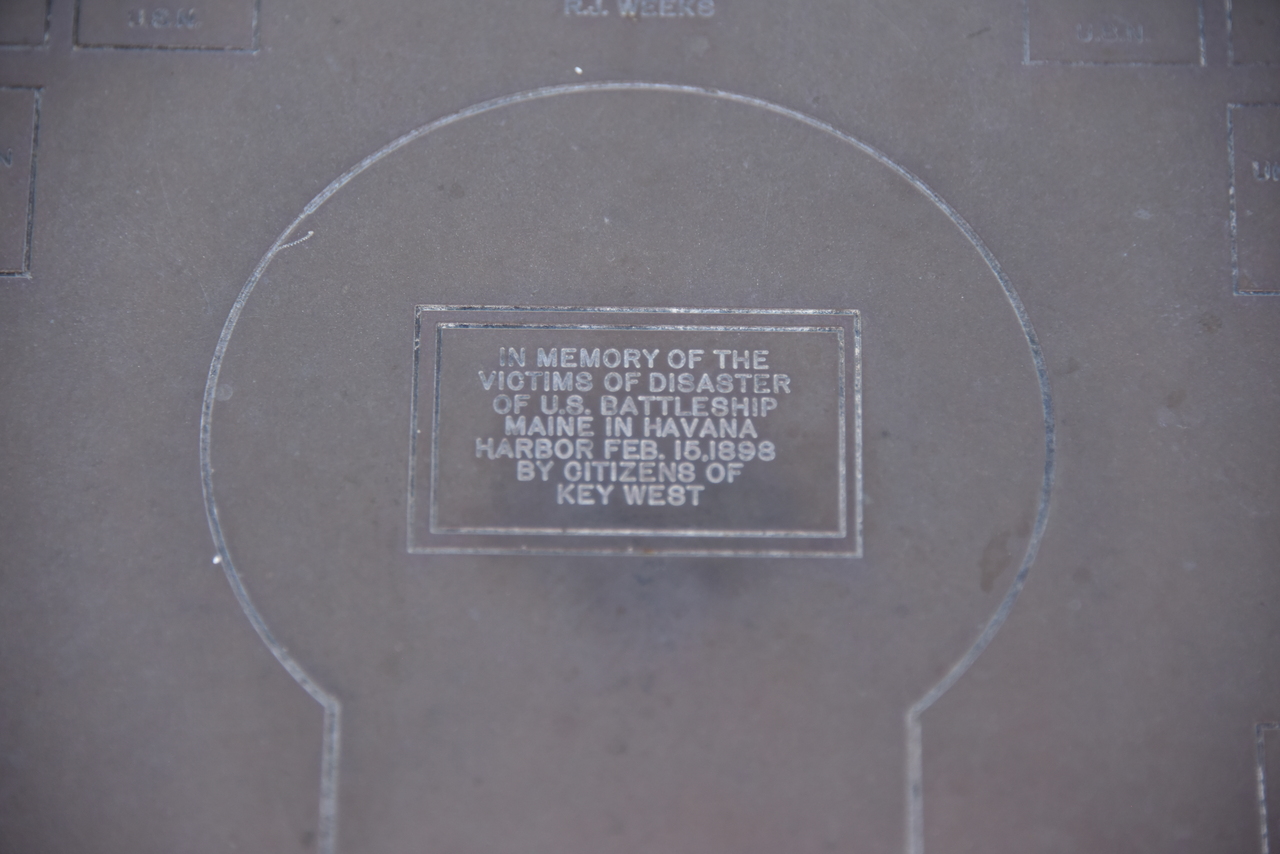 R.J. WEEKS
U.S.N.
U.S.N.
IN MEMORY OF THE
VICTIMS OF DISASTER
OF U.S. BATTLESHIP
MAINE IN HAVANA
HARBOR FEB. 15,1898
BY CITIZENS OF
KEY WEST